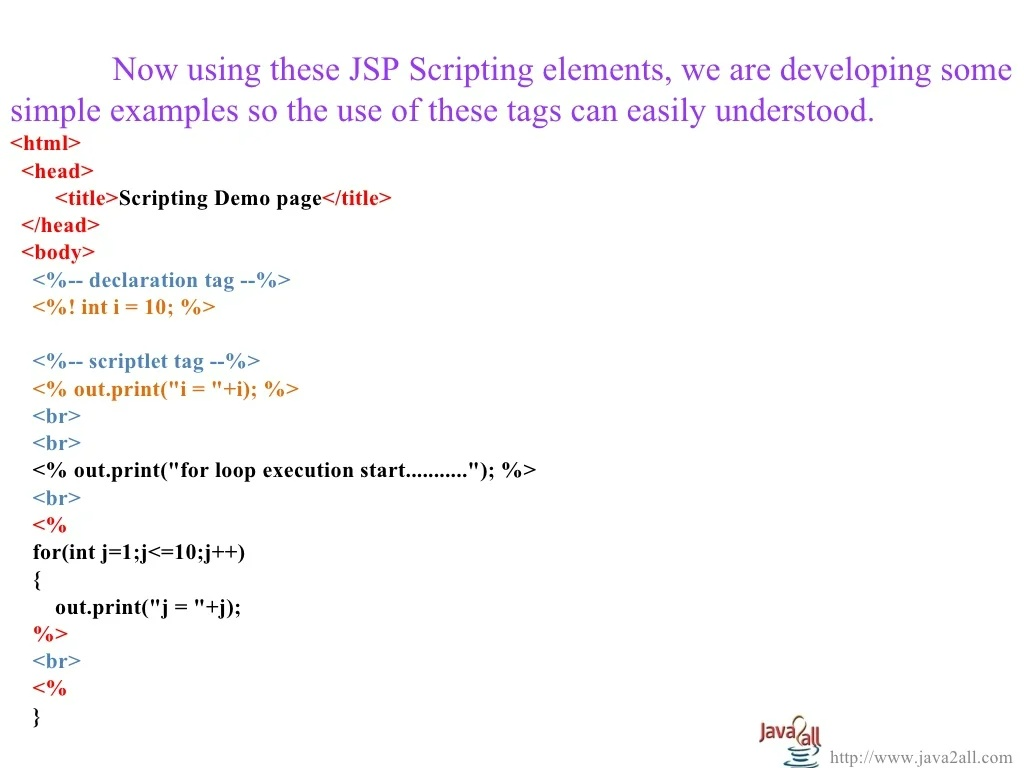 Now using these JSP Scripting elements, we are developing some
simple examples so the use of these tags can easily understood.
<html>
<head>
<title>Scripting Demo page</title>
</head>
<body>
<%-- declaration tag --%>
<%! int i = 10; %>
<%-- scriptlet tag --%>
<% out.print("i = "+i); %>
<br>
<br>
<% out.print("for loop execution start..........."); %>
<br>
<%
for(int j=1;j<=10;j++)
{
out.print("j = "+j);
%>
<br>
<%
}
Java2all
http://www.java2all.com